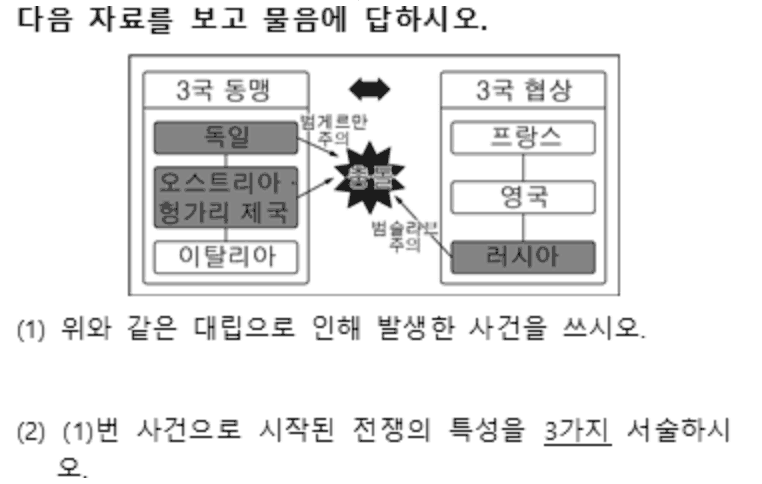 다음 자료를 보고 물음에 답하시오.
3국 동맹
3국 협상
독일
범게르만
주의
프랑스
충돌
오스트리아 ·
헝가리 제국
영국
범슬라브
주의
이탈리아
러시아
(1) 위와 같은 대립으로 인해 발생한 사건을 쓰시오.
(2) (1)번 사건으로 시작된 전쟁의 특성을 3가지 서술하시
오.